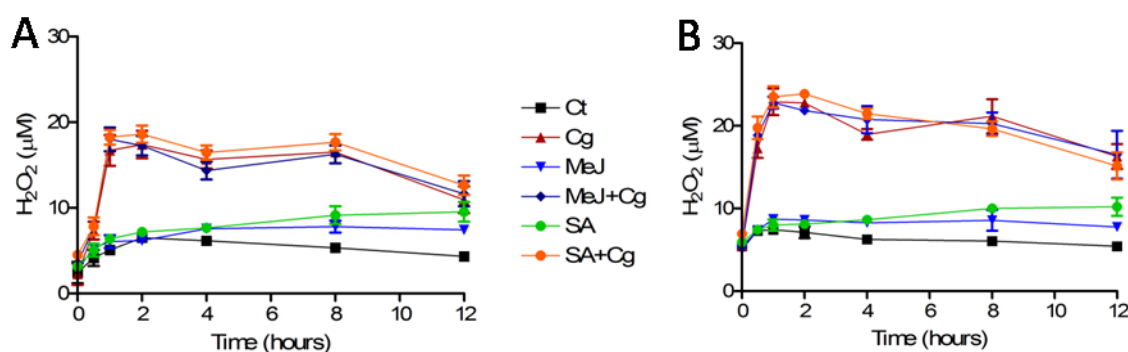 A
30
20
10
0
H₂O₂ (μM)
0 2 4 6 8 10 12
Time (hours)
Ct
Cg
MeJ
MeJ+Cg
SA
SA+Cg
B
30
20
10
0
H₂O₂ (μM)
0 2 4 6 8 10 12
Time (hours)